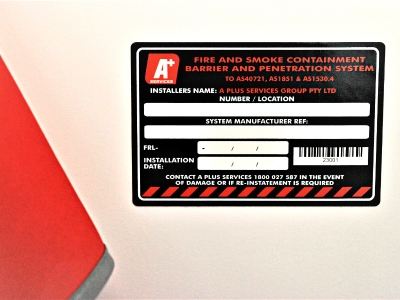 A+
SERVICES
FIRE AND SMOKE CONTAINMENT
BARRIER AND PENETRATION SYSTEM
TO AS40721, AS1851 & AS1530.4
INSTALLERS NAME: A PLUS SERVICES GROUP PTY LTD
NUMBER / LOCATION
SYSTEM MANUFACTURER REF:
FRL- - / /
INSTALLATION DATE: / /
23001
CONTACT A PLUS SERVICES 1800 027 587 IN THE EVENT
OF DAMAGE OR IF RE-INSTATEMENT IS REQUIRED